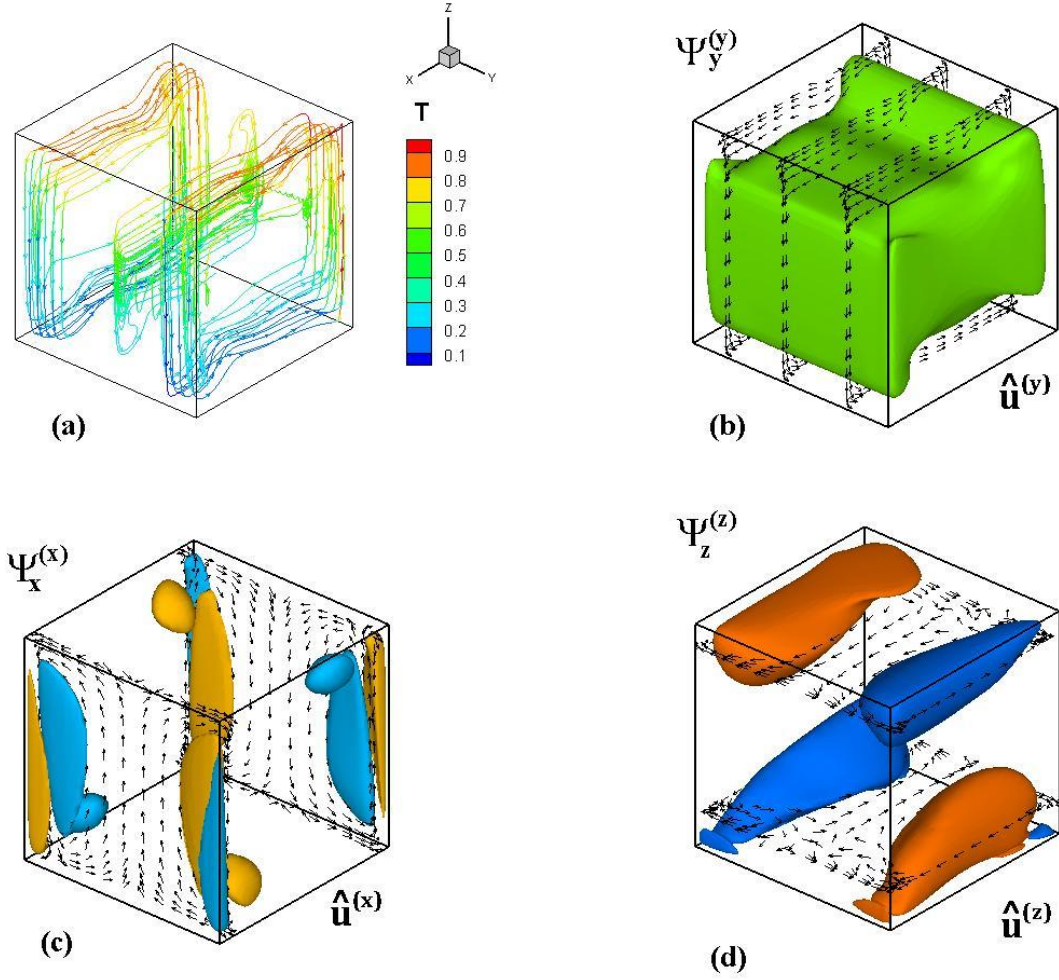 Z
X
Y
T
0.9
0.8
0.7
0.6
0.5
0.4
0.3
0.2
0.1
(a)
Ψ_y^(y)
û^(y)
(b)
Ψ_x^(x)
û^(x)
(c)
Ψ_z^(z)
û^(z)
(d)